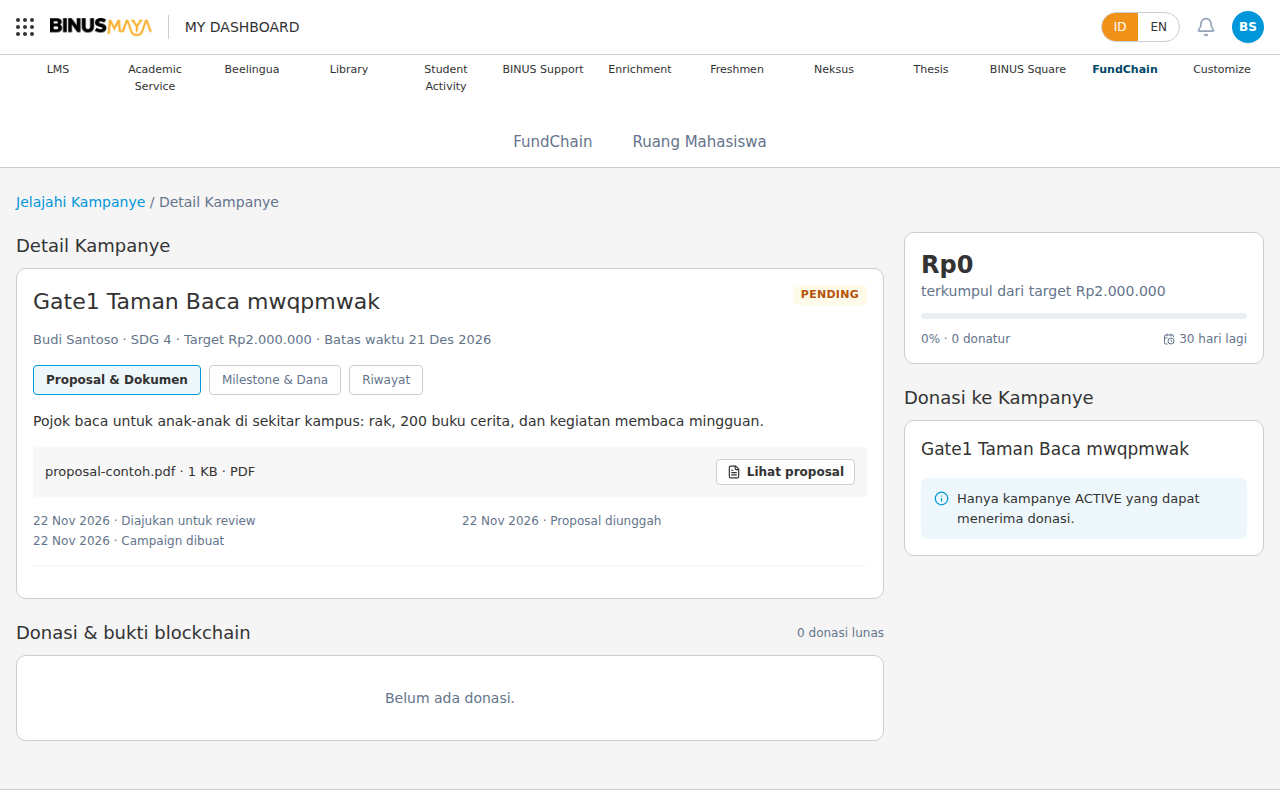 BINUSMAYA
MY DASHBOARD
ID
EN
BS
LMS
Academic
Service
Beelingua
Library
Student
Activity
BINUS Support
Enrichment
Freshmen
Neksus
Thesis
BINUS Square
FundChain
Customize
FundChain
Ruang Mahasiswa
Jelajahi Kampanye / Detail Kampanye
Detail Kampanye
Gate1 Taman Baca mwqpmwak
PENDING
Budi Santoso · SDG 4 · Target Rp2.000.000 · Batas waktu 21 Des 2026
Proposal & Dokumen
Milestone & Dana
Riwayat
Pojok baca untuk anak-anak di sekitar kampus: rak, 200 buku cerita, dan kegiatan membaca mingguan.
proposal-contoh.pdf · 1 KB · PDF
Lihat proposal
22 Nov 2026 · Diajukan untuk review
22 Nov 2026 · Proposal diunggah
22 Nov 2026 · Campaign dibuat
Donasi & bukti blockchain
0 donasi lunas
Belum ada donasi.
Rp0
terkumpul dari target Rp2.000.000
0% · 0 donatur
30 hari lagi
Donasi ke Kampanye
Gate1 Taman Baca mwqpmwak
Hanya kampanye ACTIVE yang dapat
menerima donasi.